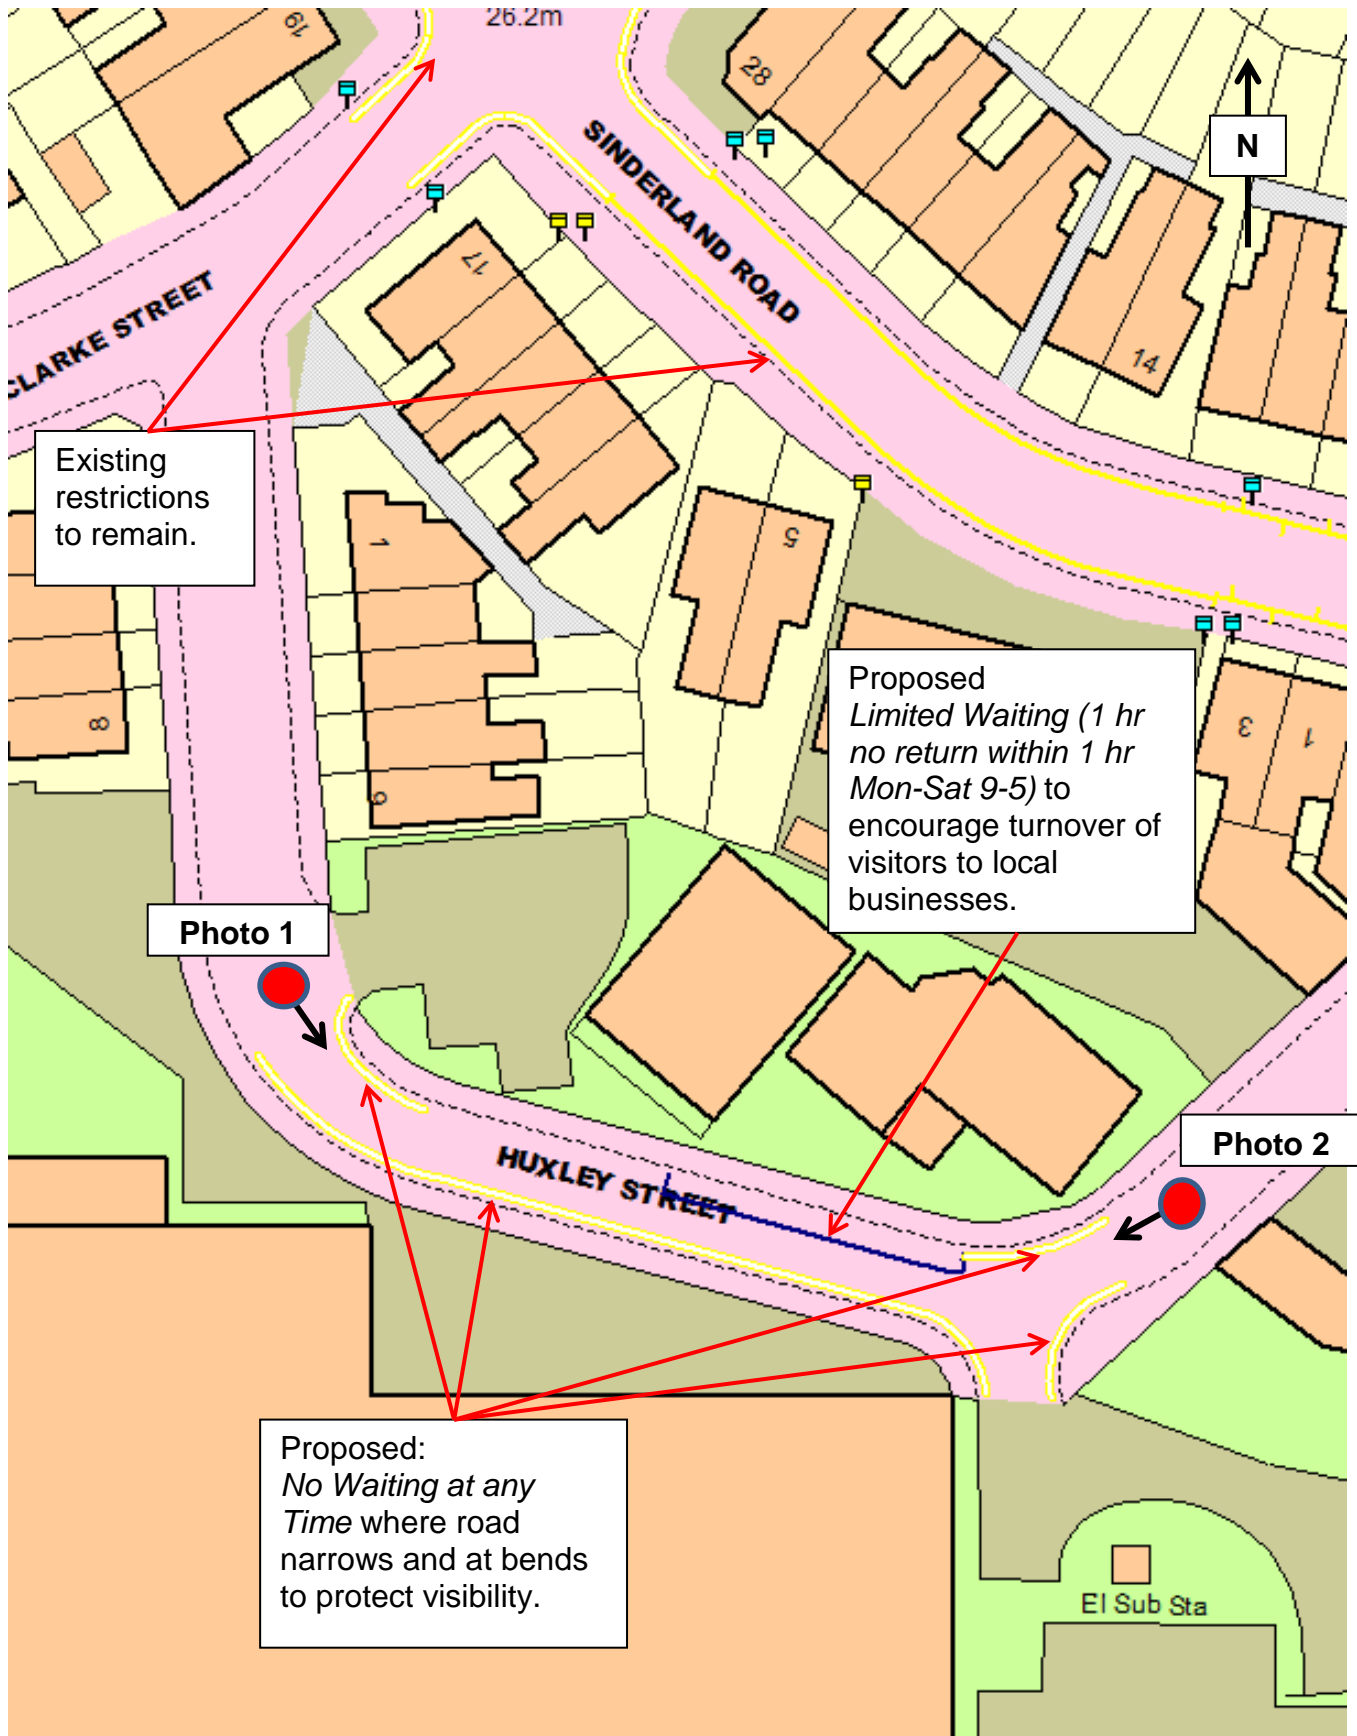 26.2m
19
28
N
SINDERLAND ROAD
17
14
CLARKE STREET
Existing
restrictions
to remain.
1
5
8
9
Proposed
Limited Waiting (1 hr
no return within 1 hr
Mon-Sat 9-5) to
encourage turnover of
visitors to local
businesses.
3
1
Photo 1
Photo 2
HUXLEY STREET
Proposed:
No Waiting at any
Time where road
narrows and at bends
to protect visibility.
El Sub Sta